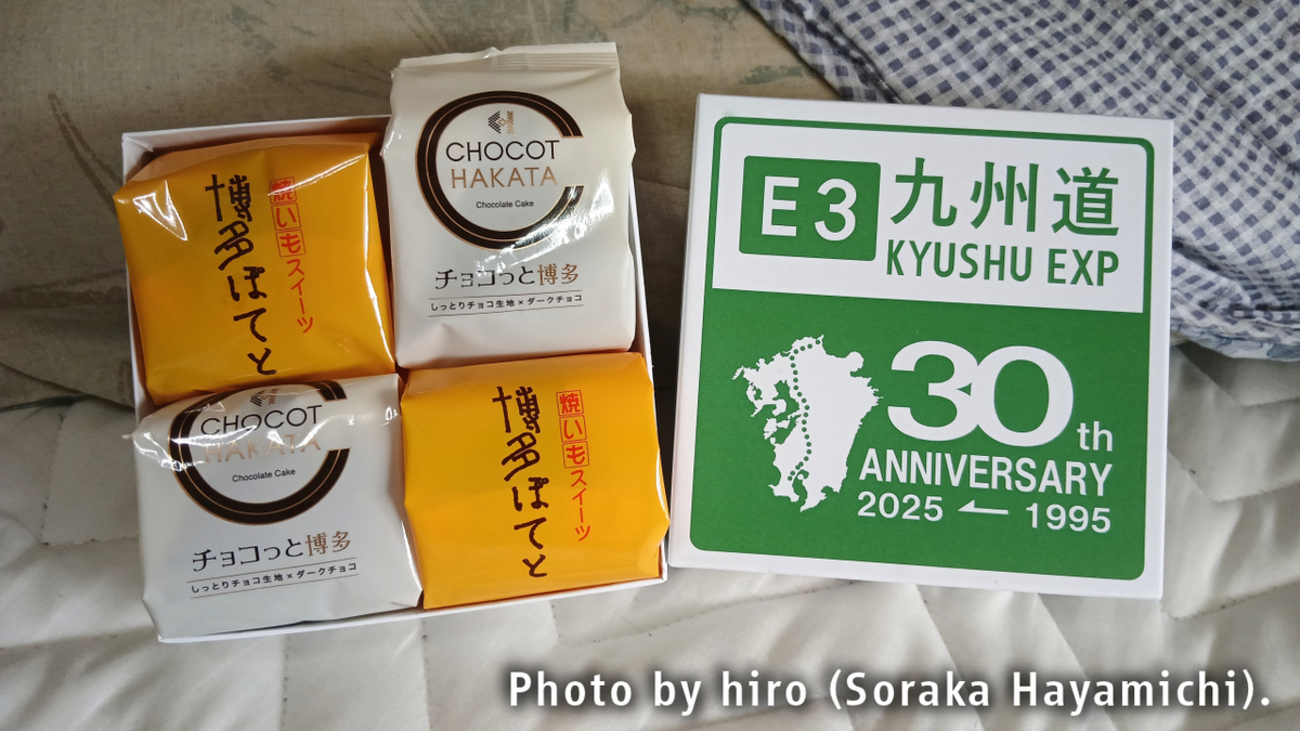 焼いもスイーツ
博多ぽてと
CHOCOT
HAKATA
Chocolate Cake
チョコっと博多
しっとりチョコ生地×ダークチョコ
CHOCOT
HAKATA
Chocolate Cake
チョコっと博多
しっとりチョコ生地×ダークチョコ
焼いもスイーツ
博多ぽてと
E3 九州道
KYUSHU EXP
30th
ANNIVERSARY
2025 ← 1995
Photo by hiro (Soraka Hayamichi).